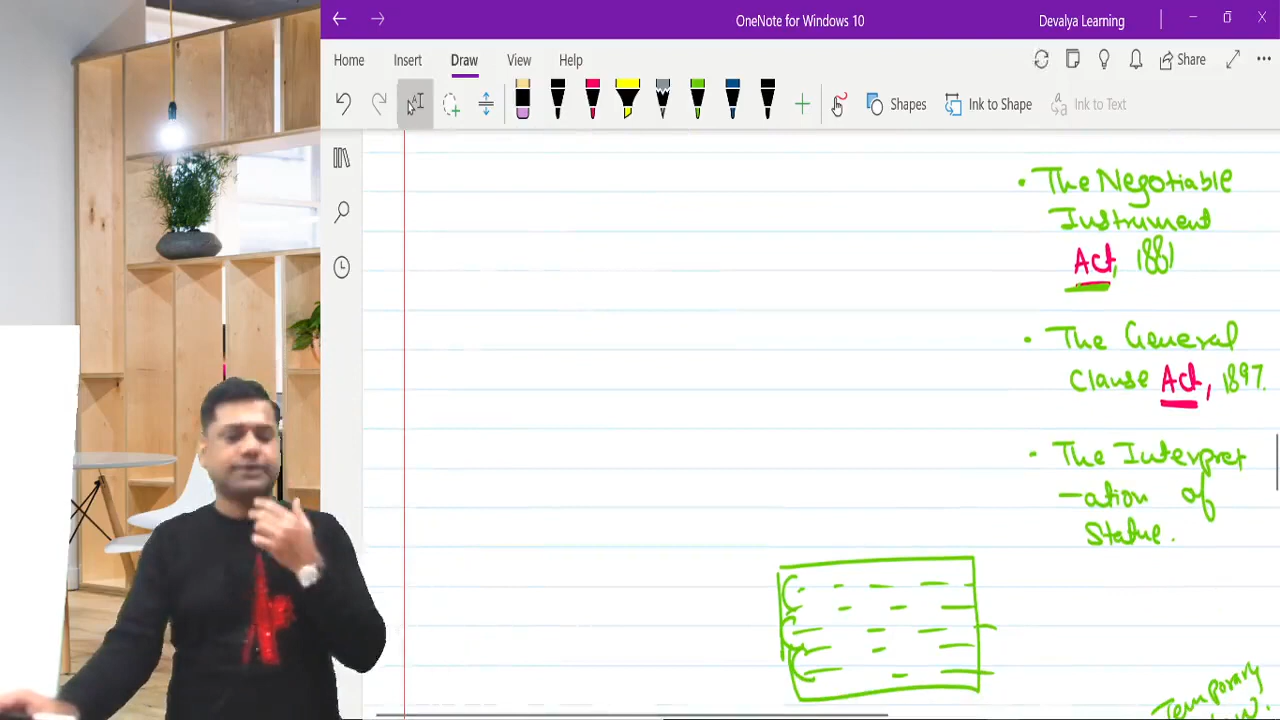 OneNote for Windows 10
Devalya Learning
Home Insert Draw View Help
Share
Shapes
Ink to Shape
Ink to Text
• The Negotiable
Instrument
Act, 1881
• The General
Clause Act, 1897.
• The Interpret
-ation of
Statue.
Temporary